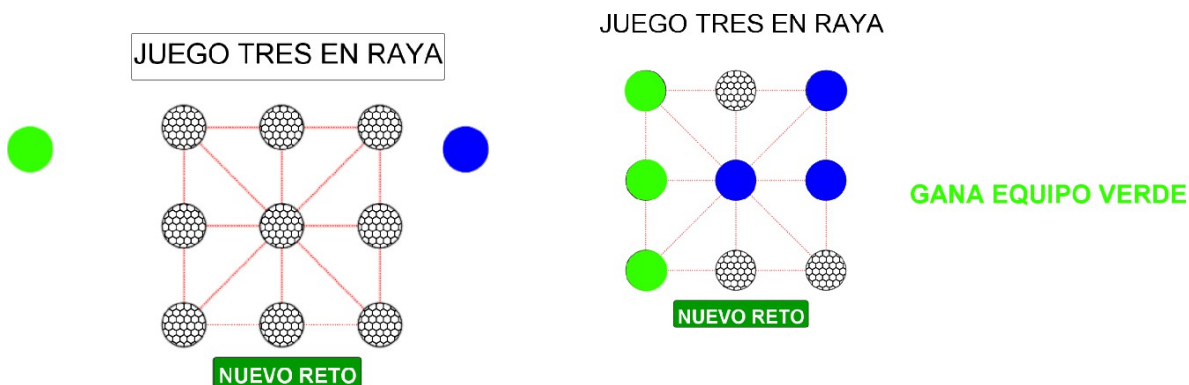 JUEGO TRES EN RAYA
NUEVO RETO
JUEGO TRES EN RAYA
GANA EQUIPO VERDE
NUEVO RETO